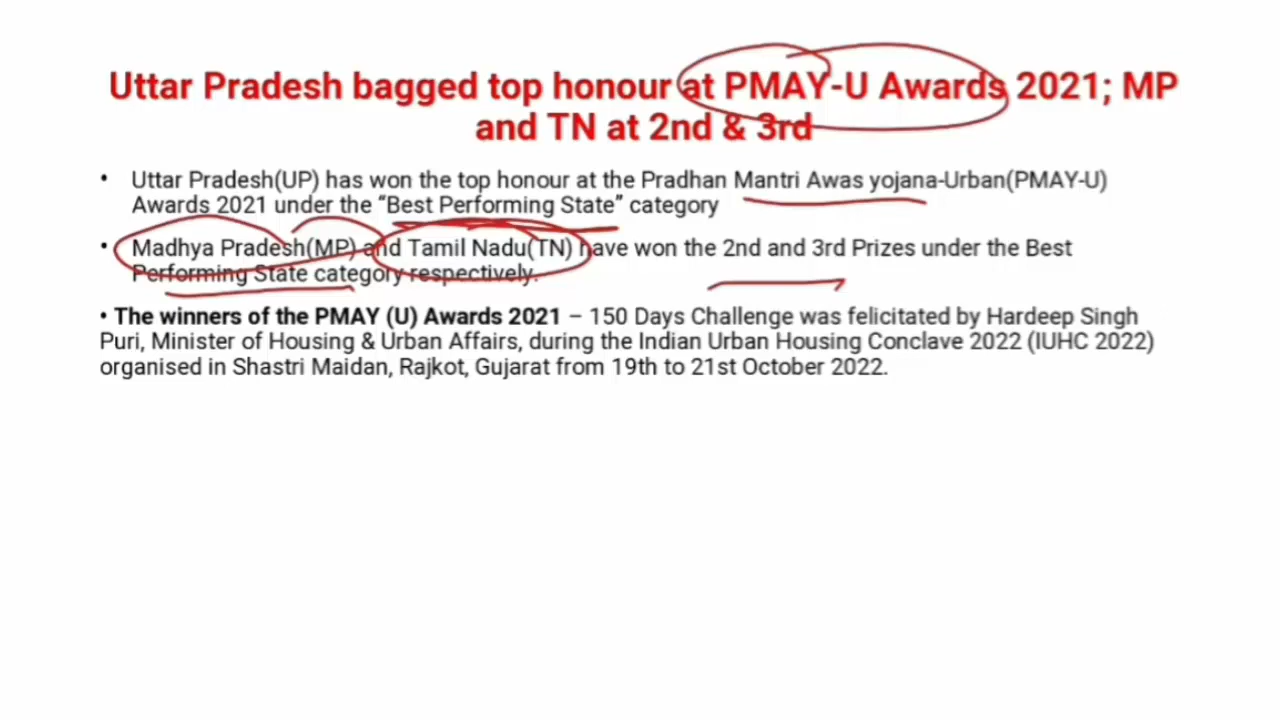 Uttar Pradesh bagged top honour at PMAY-U Awards 2021; MP
and TN at 2nd & 3rd
• Uttar Pradesh(UP) has won the top honour at the Pradhan Mantri Awas yojana-Urban(PMAY-U)
Awards 2021 under the “Best Performing State” category
• Madhya Pradesh(MP) and Tamil Nadu(TN) have won the 2nd and 3rd Prizes under the Best
Performing State category respectively.
• The winners of the PMAY (U) Awards 2021 – 150 Days Challenge was felicitated by Hardeep Singh
Puri, Minister of Housing & Urban Affairs, during the Indian Urban Housing Conclave 2022 (IUHC 2022)
organised in Shastri Maidan, Rajkot, Gujarat from 19th to 21st October 2022.